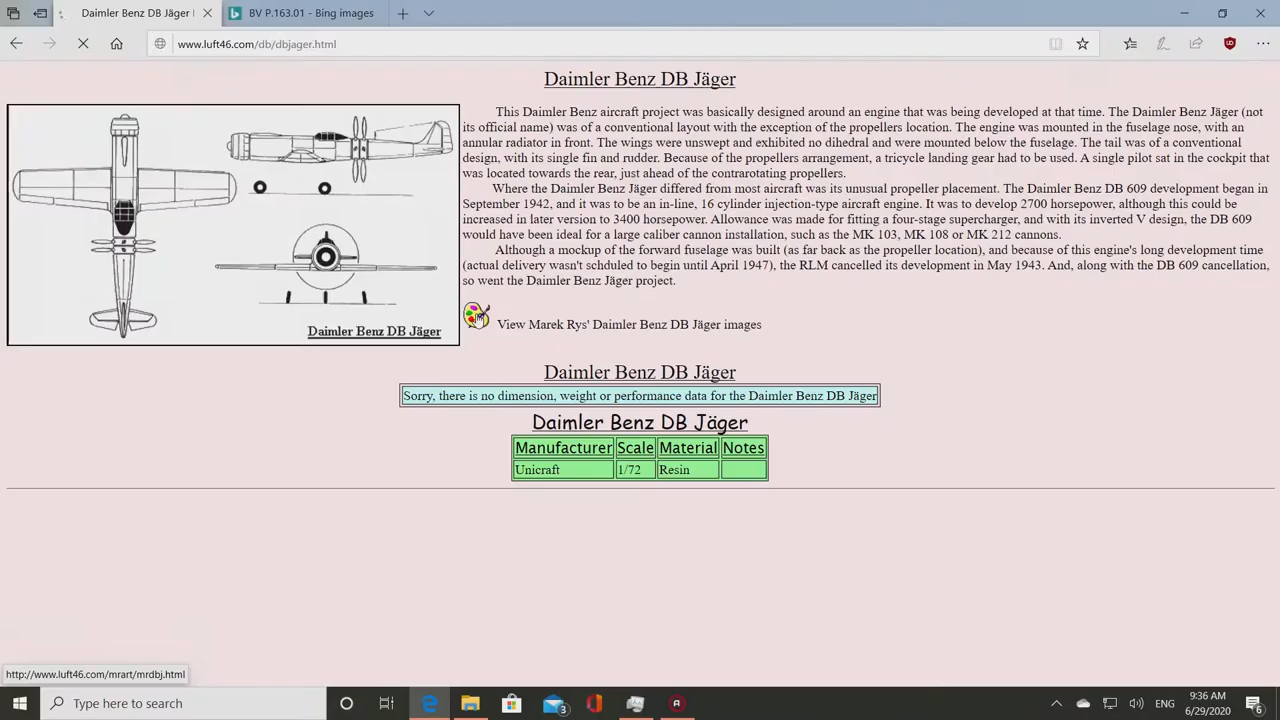 Daimler Benz DB Jäger
BV P.163.01 - Bing images
www.luft46.com/db/dbjager.html
Daimler Benz DB Jäger
This Daimler Benz aircraft project was basically designed around an engine that was being developed at that time. The Daimler Benz Jäger (not
its official name) was of a conventional layout with the exception of the propellers location. The engine was mounted in the fuselage nose, with an
annular radiator in front. The wings were unswept and exhibited no dihedral and were mounted below the fuselage. The tail was of a conventional
design, with its single fin and rudder. Because of the propellers arrangement, a tricycle landing gear had to be used. A single pilot sat in the cockpit that
was located towards the rear, just ahead of the contrarotating propellers.
Where the Daimler Benz Jäger differed from most aircraft was its unusual propeller placement. The Daimler Benz DB 609 development began in
September 1942, and it was to be an in-line, 16 cylinder injection-type aircraft engine. It was to develop 2700 horsepower, although this could be
increased in later version to 3400 horsepower. Allowance was made for fitting a four-stage supercharger, and with its inverted V design, the DB 609
would have been ideal for a large caliber cannon installation, such as the MK 103, MK 108 or MK 212 cannons.
Although a mockup of the forward fuselage was built (as far back as the propeller location), and because of this engine's long development time
(actual delivery wasn't schduled to begin until April 1947), the RLM cancelled its development in May 1943. And, along with the DB 609 cancellation,
so went the Daimler Benz Jäger project.
Daimler Benz DB Jäger
View Marek Rys' Daimler Benz DB Jäger images
Daimler Benz DB Jäger
Sorry, there is no dimension, weight or performance data for the Daimler Benz DB Jäger
Daimler Benz DB Jäger
Manufacturer Scale Material Notes
Unicraft 1/72 Resin
http://www.luft46.com/mrart/mrdbj.html
Type here to search
3
ENG
9:36 AM
6/29/2020
6